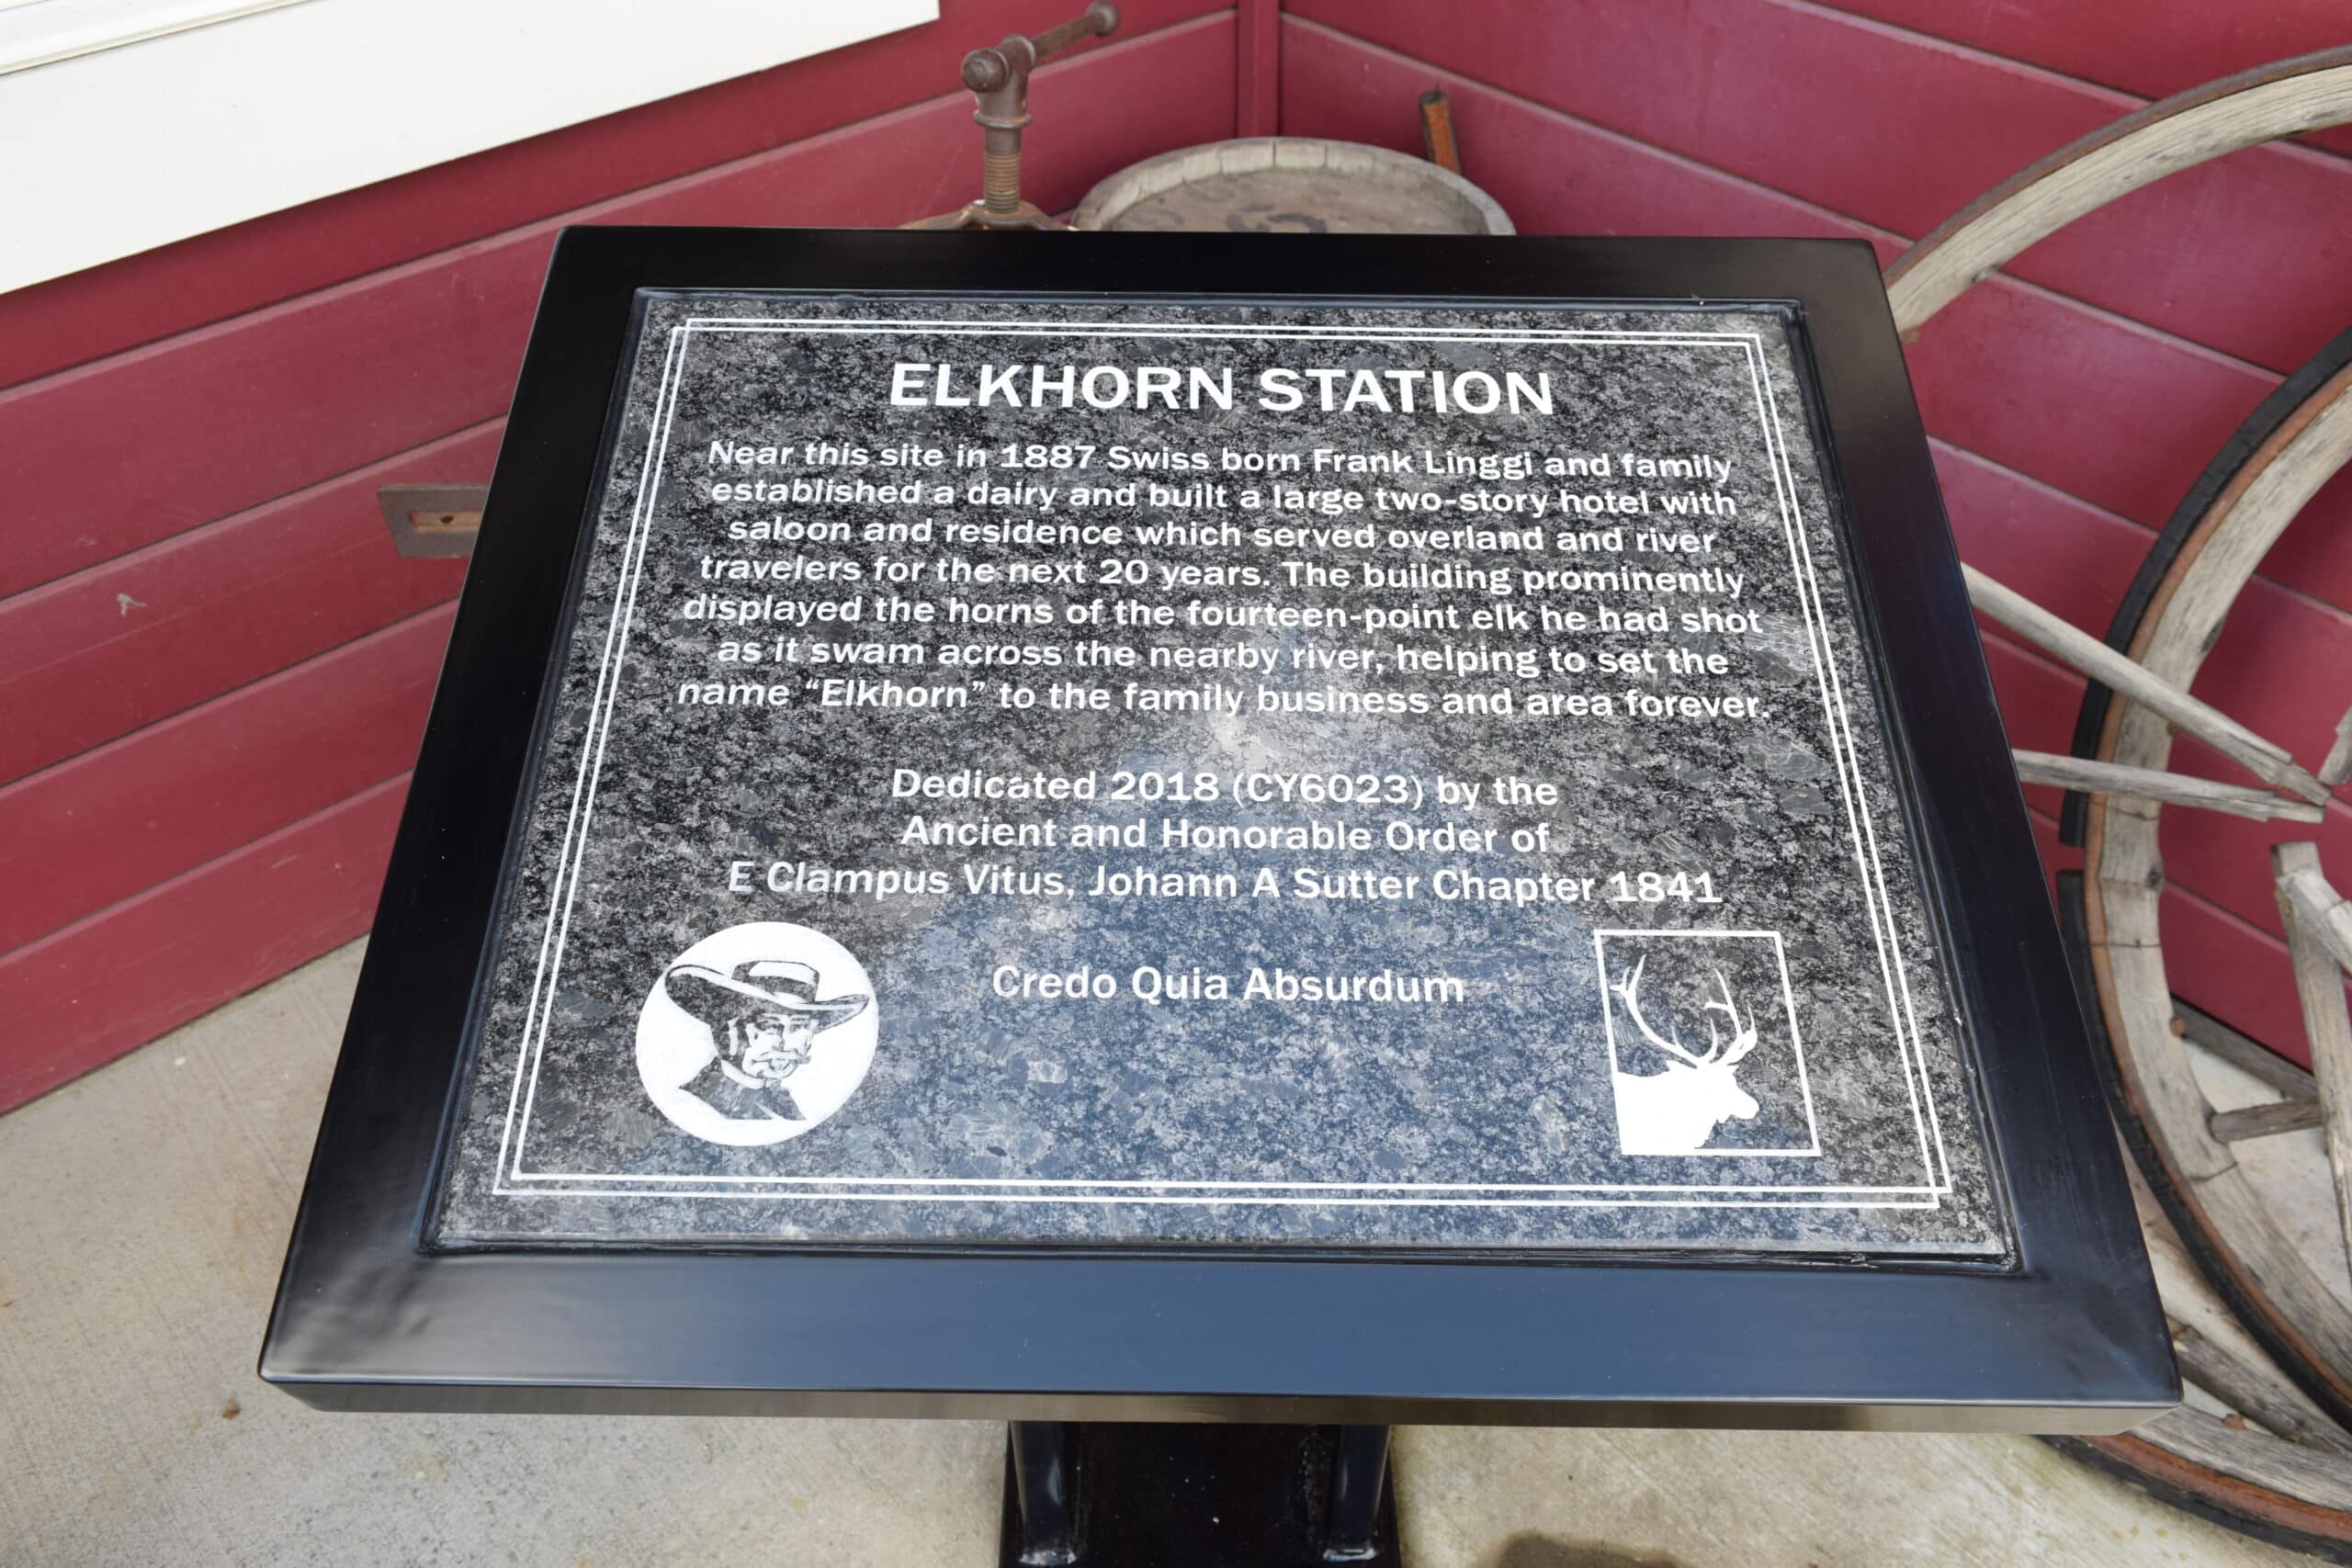 ELKHORN STATION
Near this site in 1887 Swiss born Frank Linggi and family
established a dairy and built a large two-story hotel with
saloon and residence which served overland and river
travelers for the next 20 years. The building prominently
displayed the horns of the fourteen-point elk he had shot
as it swam across the nearby river, helping to set the
name “Elkhorn” to the family business and area forever.
Dedicated 2018 (CY6023) by the
Ancient and Honorable Order of
E Clampus Vitus, Johann A Sutter Chapter 1841
Credo Quia Absurdum